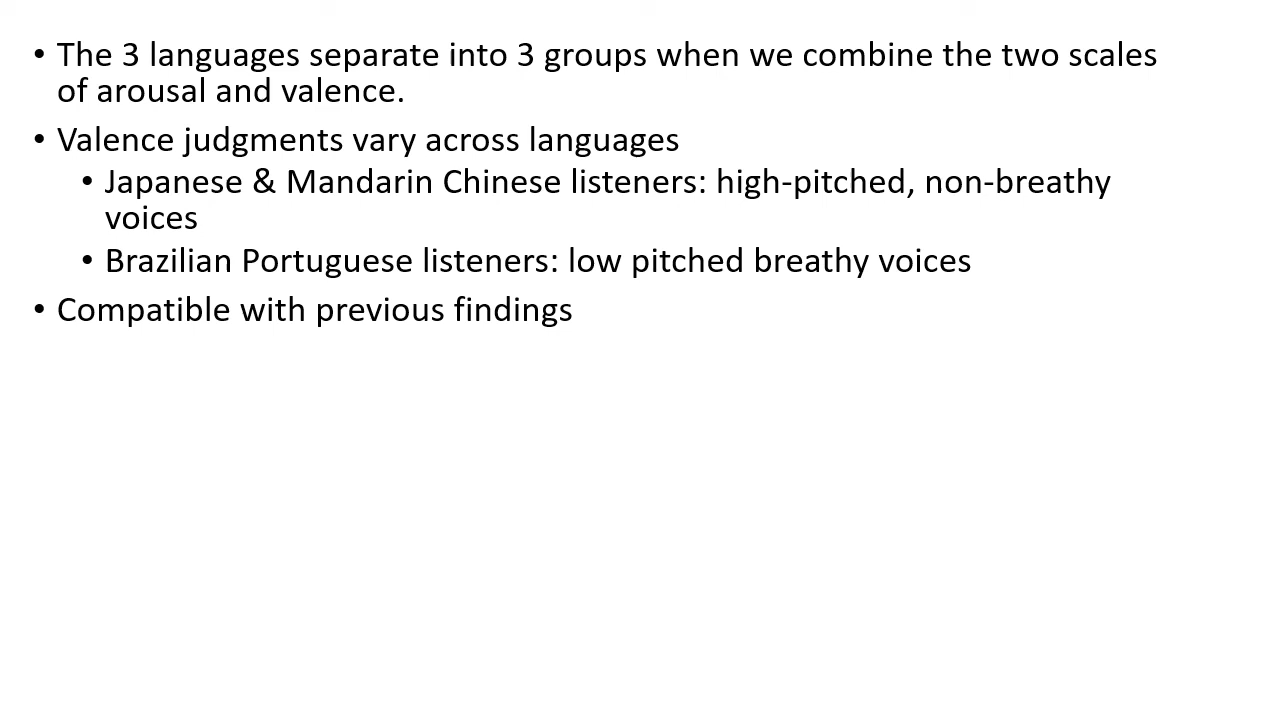 • The 3 languages separate into 3 groups when we combine the two scales
of arousal and valence.
• Valence judgments vary across languages
• Japanese & Mandarin Chinese listeners: high-pitched, non-breathy
voices
• Brazilian Portuguese listeners: low pitched breathy voices
• Compatible with previous findings